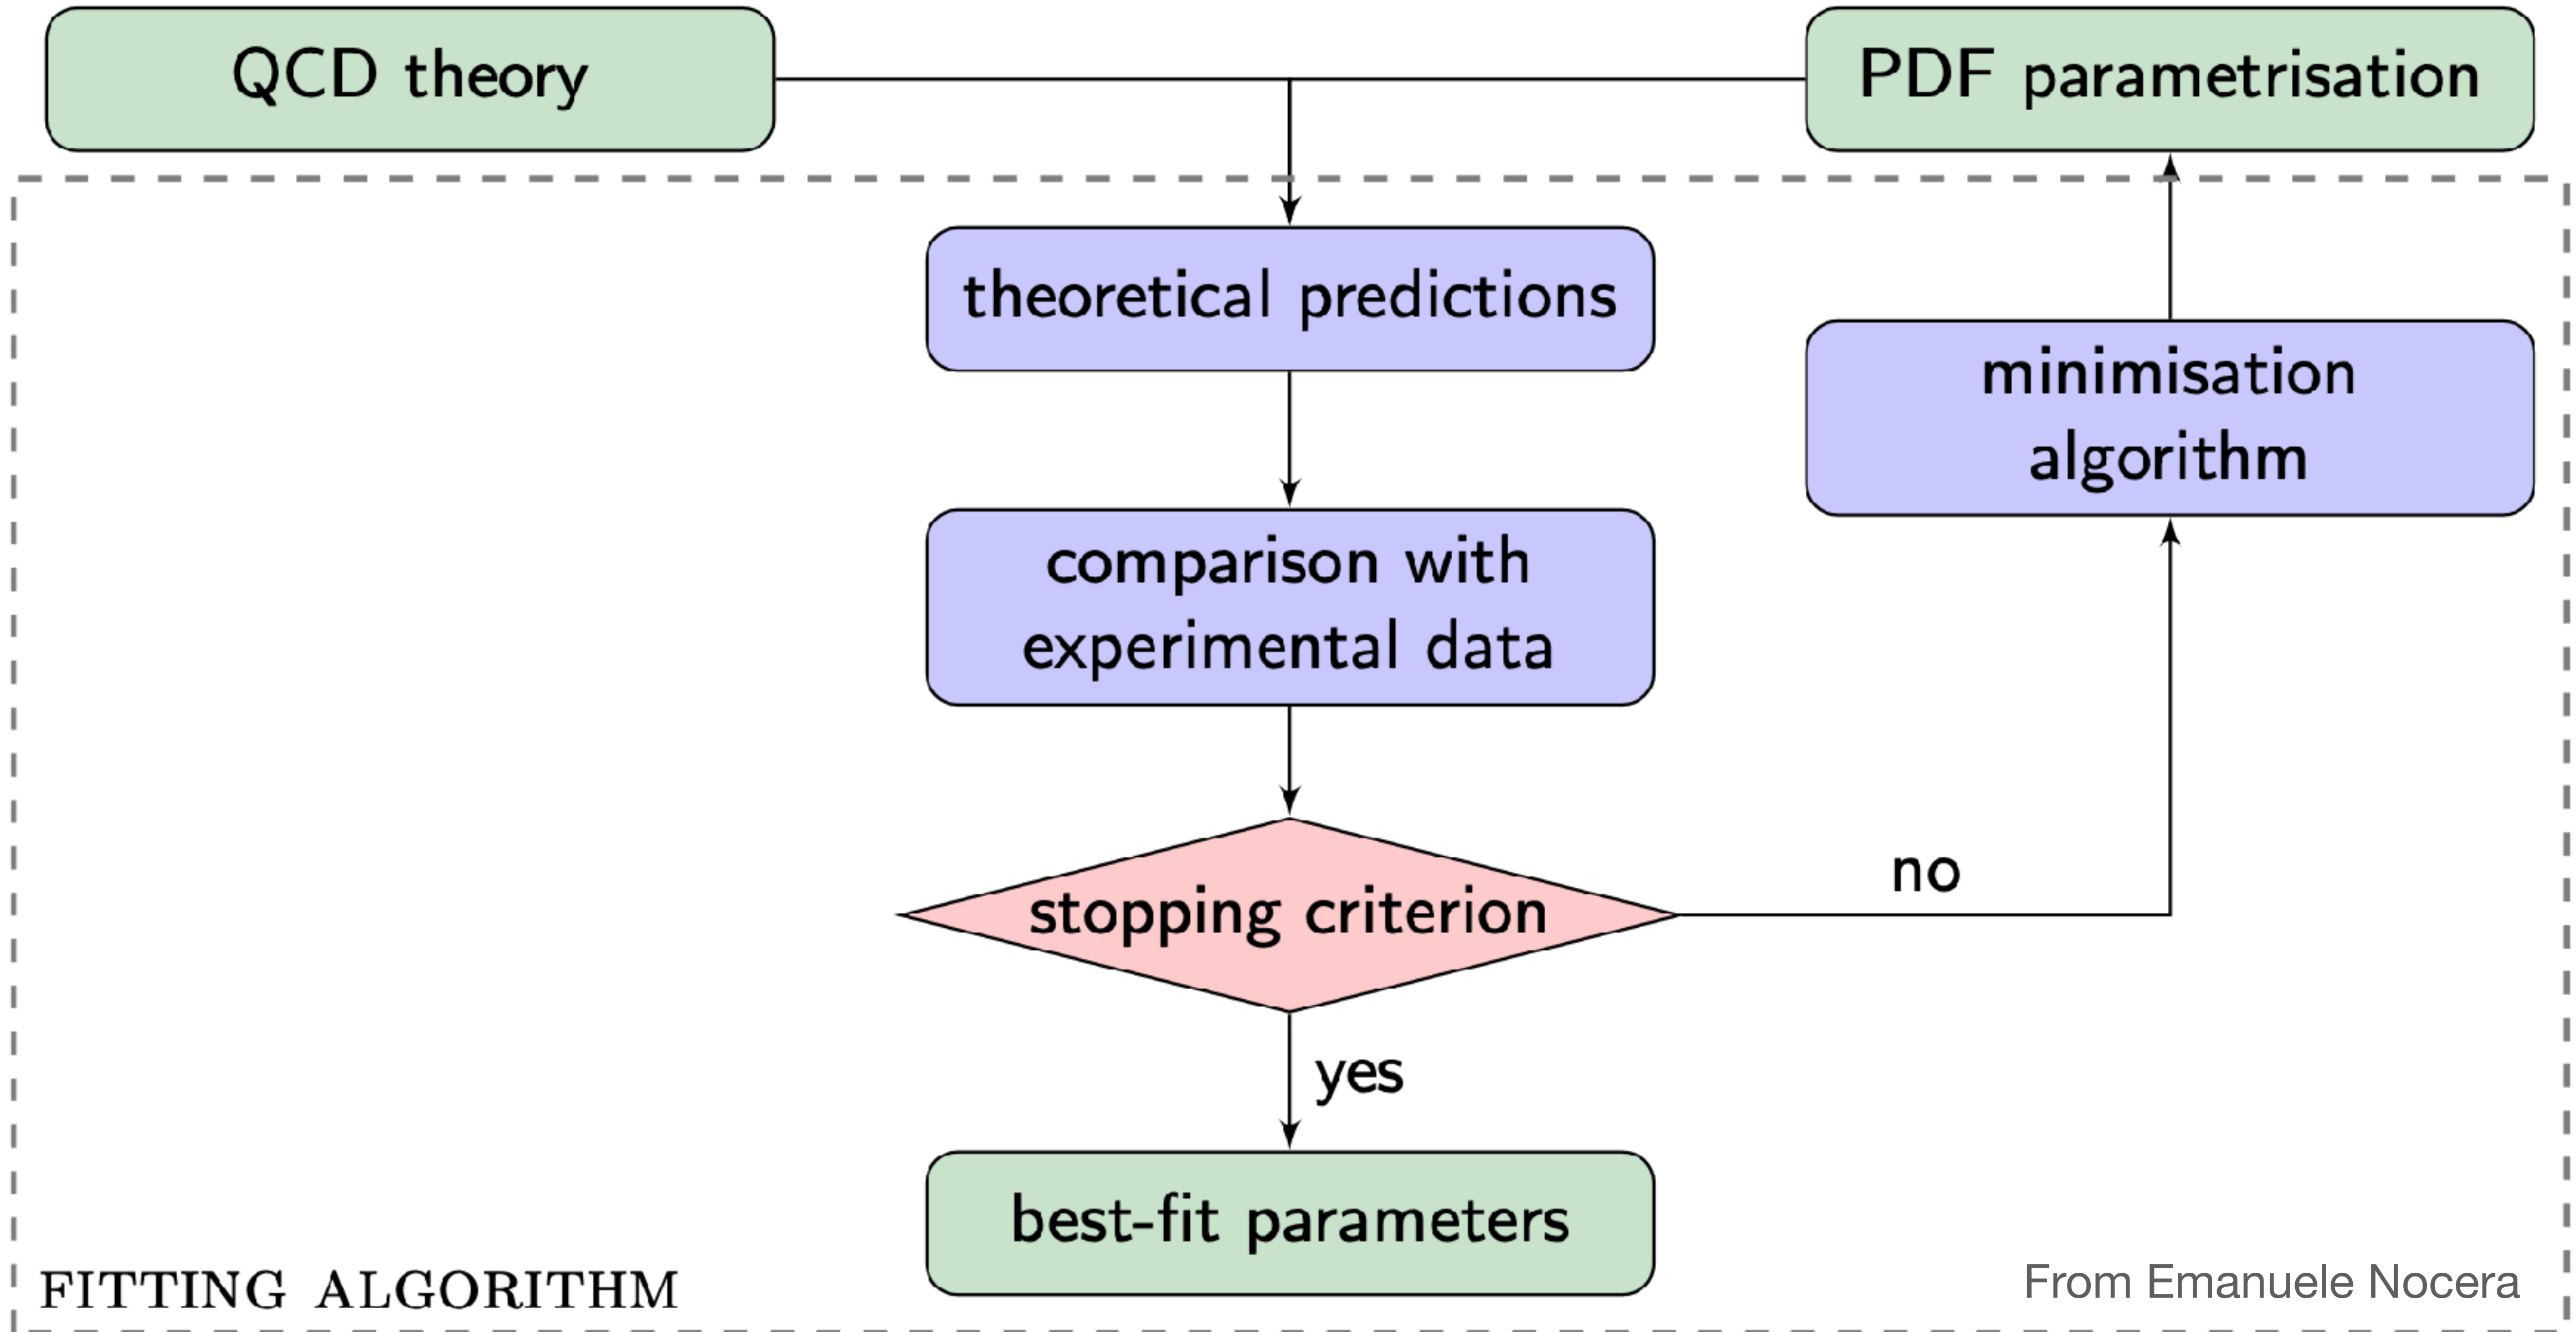 QCD theory
PDF parametrisation
theoretical predictions
minimisation
algorithm
comparison with
experimental data
stopping criterion
no
yes
best-fit parameters
FITTING ALGORITHM
From Emanuele Nocera